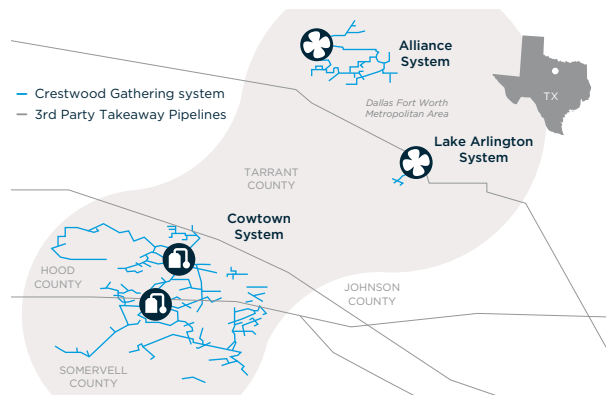 Alliance
System
Crestwood Gathering system
3rd Party Takeaway Pipelines
TX
Dallas Fort Worth
Metropolitan Area
Lake Arlington
System
TARRANT
COUNTY
Cowtown
System
HOOD
COUNTY
JOHNSON
COUNTY
SOMERVELL
COUNTY